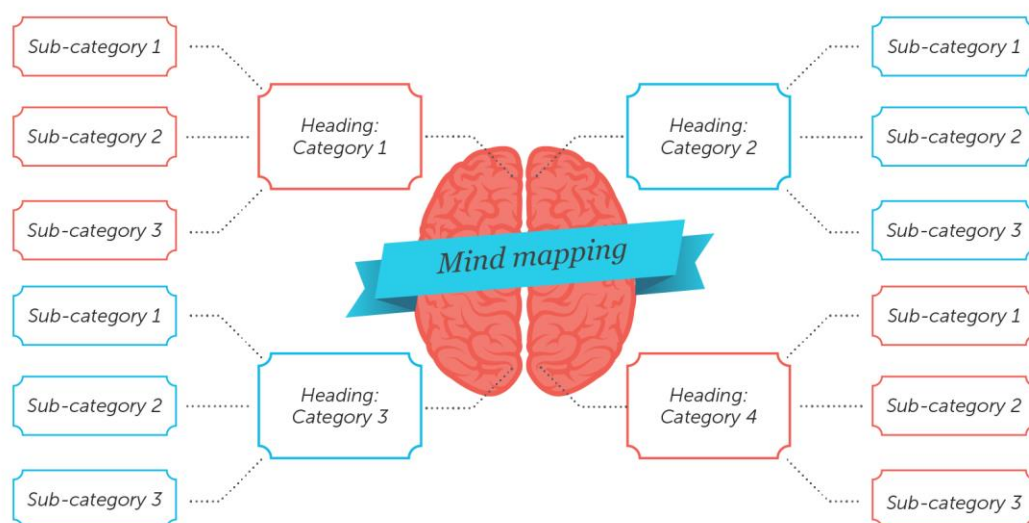 Sub-category 1
Sub-category 2
Sub-category 3
Heading:
Category 1
Heading:
Category 2
Sub-category 1
Sub-category 2
Sub-category 3
Mind mapping
Sub-category 1
Sub-category 2
Sub-category 3
Heading:
Category 3
Heading:
Category 4
Sub-category 1
Sub-category 2
Sub-category 3